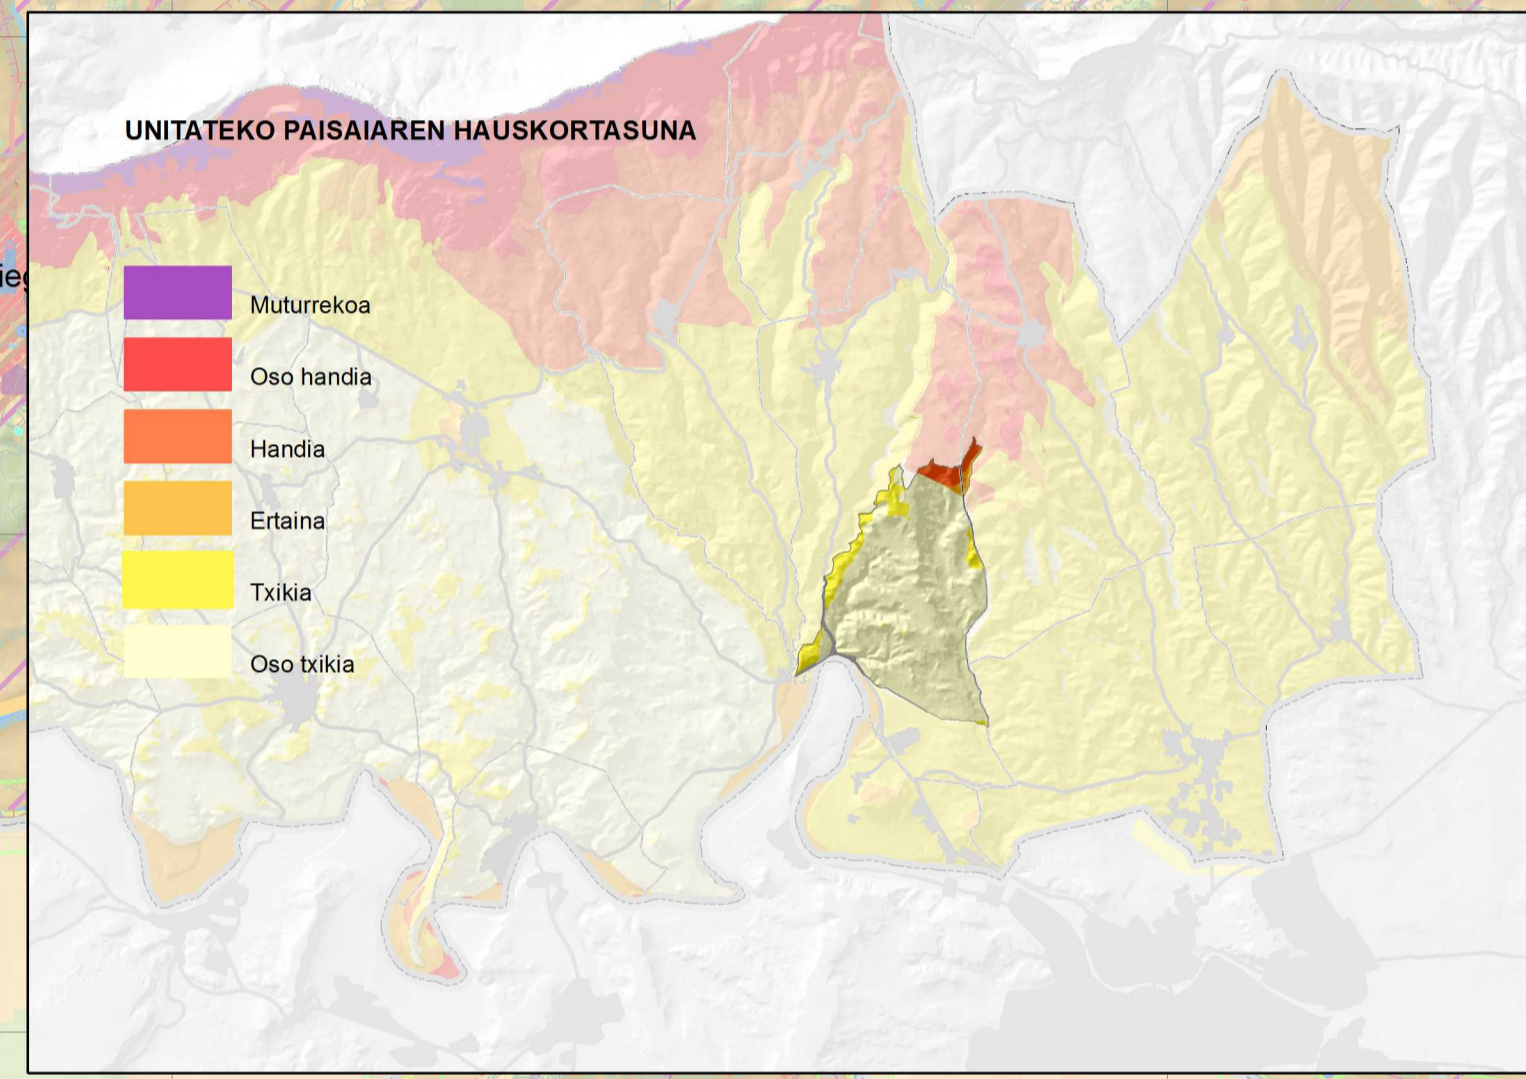 UNITATEKO PAISAIAREN HAUSKORTASUNA
Muturrekoa
Oso handia
Handia
Ertaina
Txikia
Oso txikia